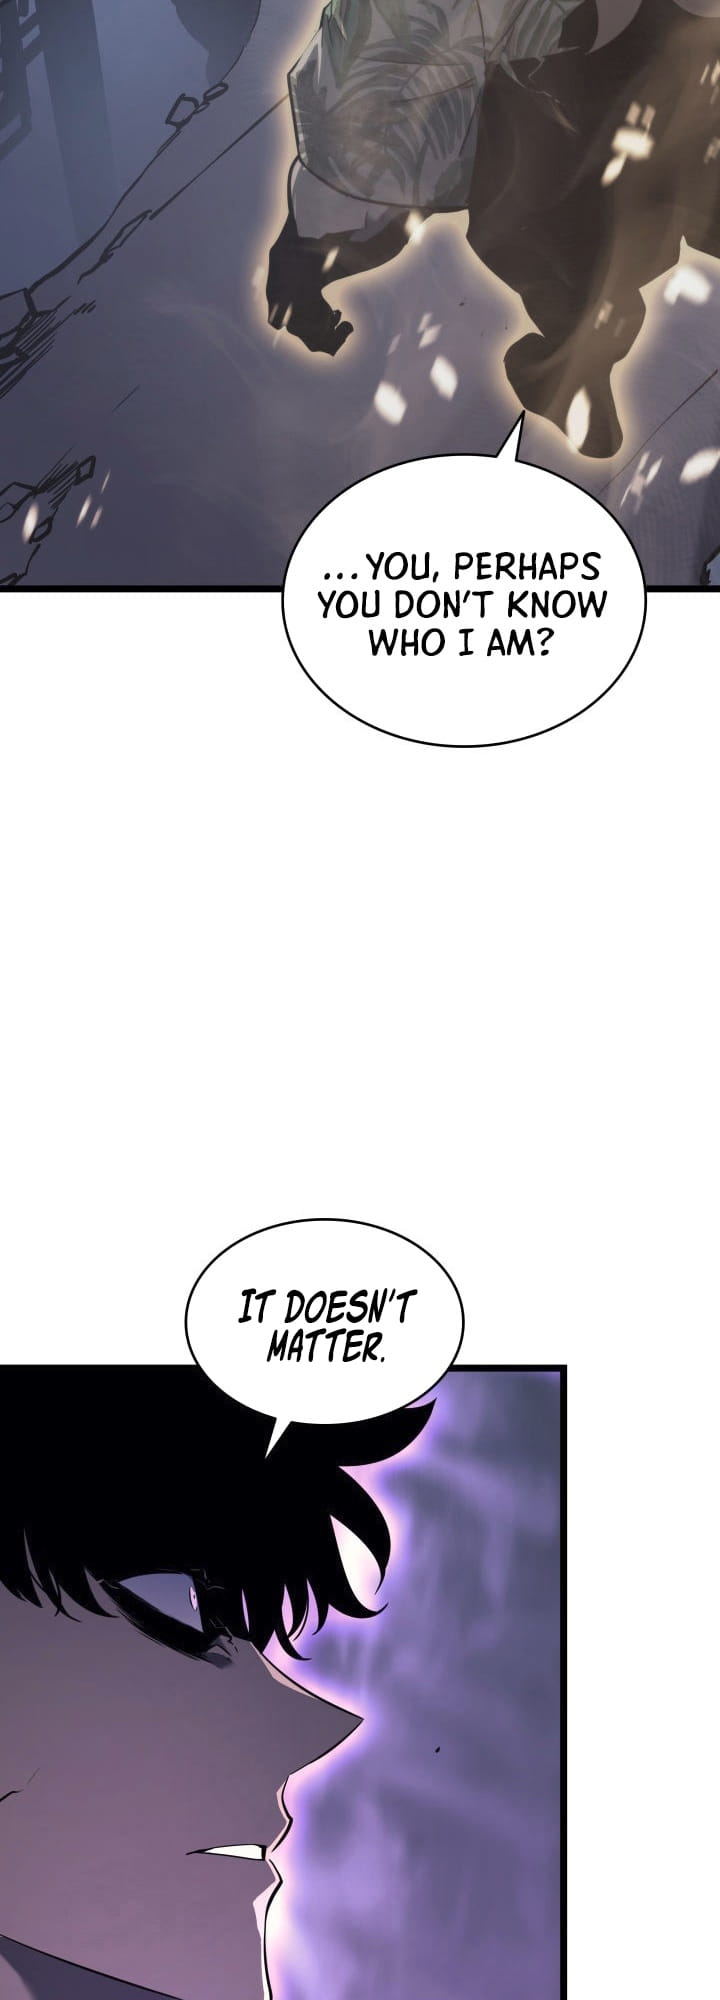 ...YOU, PERHAPS
YOU DON'T KNOW
WHO I AM?
IT DOESN'T
MATTER.